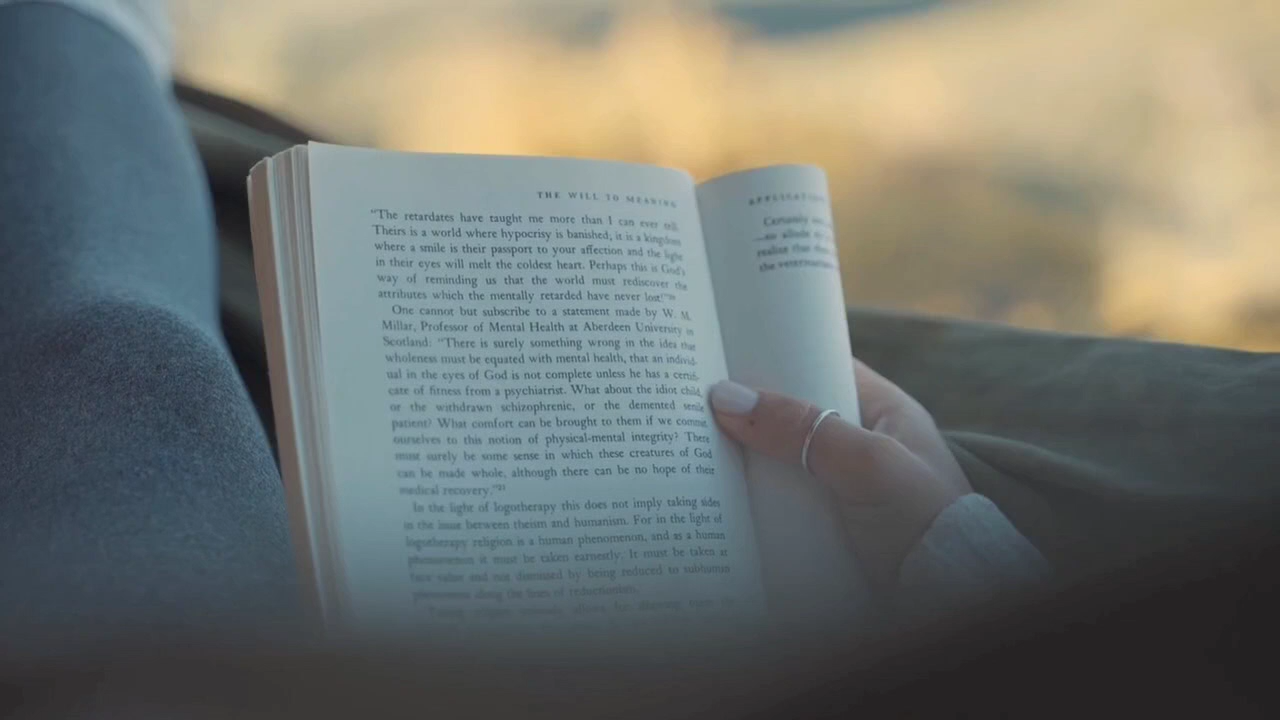 THE WILL TO MEANING
"The retardates have taught me more than I can ever tell.
Theirs is a world where hypocrisy is banished; it is a kingdom
where a smile is their passport to your affection and the light
in their eyes will melt the coldest heart. Perhaps this is God's
way of reminding us that the world must rediscover the
attributes which the mentally retarded have never lost!"
One cannot but subscribe to a statement made by W. M.
Millar, Professor of Mental Health at Aberdeen University in
Scotland: "There is surely something wrong in the idea that
wholeness must be equated with mental health, that an individ-
ual in the eyes of God is not complete unless he has a certifi-
cate of fitness from a psychiatrist. What about the idiot child,
or the withdrawn schizophrenic, or the demented senile
patient? What comfort can be brought to them if we commit
ourselves to this notion of physical-mental integrity? There
must surely be some sense in which these creatures of God
can be made whole, although there can be no hope of their
medical recovery."
In the light of logotherapy this does not imply taking sides
in the issue between theism and humanism. For in the light of
logotherapy religion is a human phenomenon, and as a human
phenomenon it must be taken earnestly. It must be taken at
face value and not dismissed by being reduced to subhuman
phenomena along the lines of reductionism.
Certainly
realize that
the